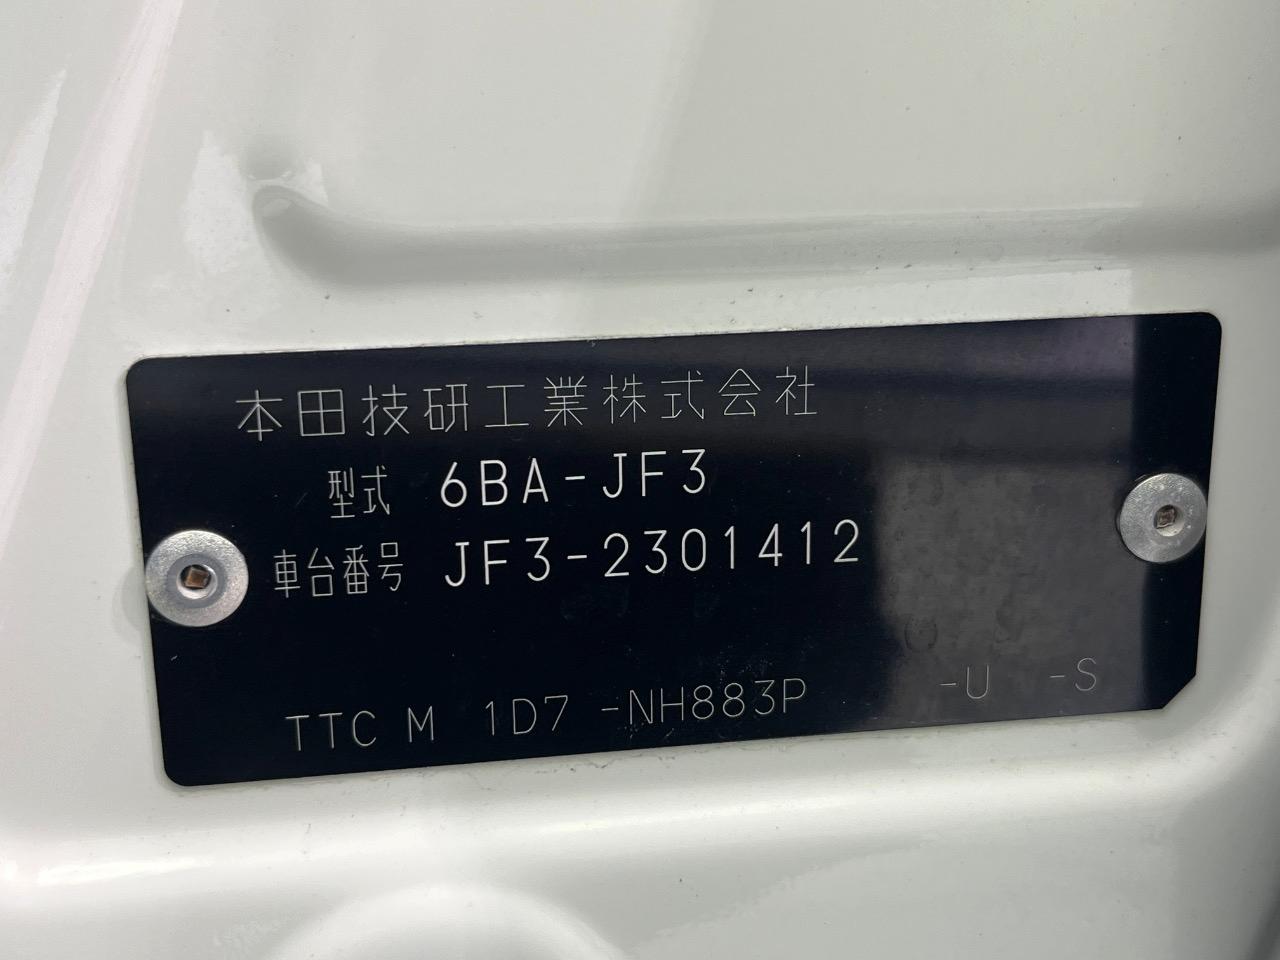 本田技研工業株式会社
型式 6BA-JF3
車台番号 JF3-2301412
TTC M 1D7 -NH883P -U -S